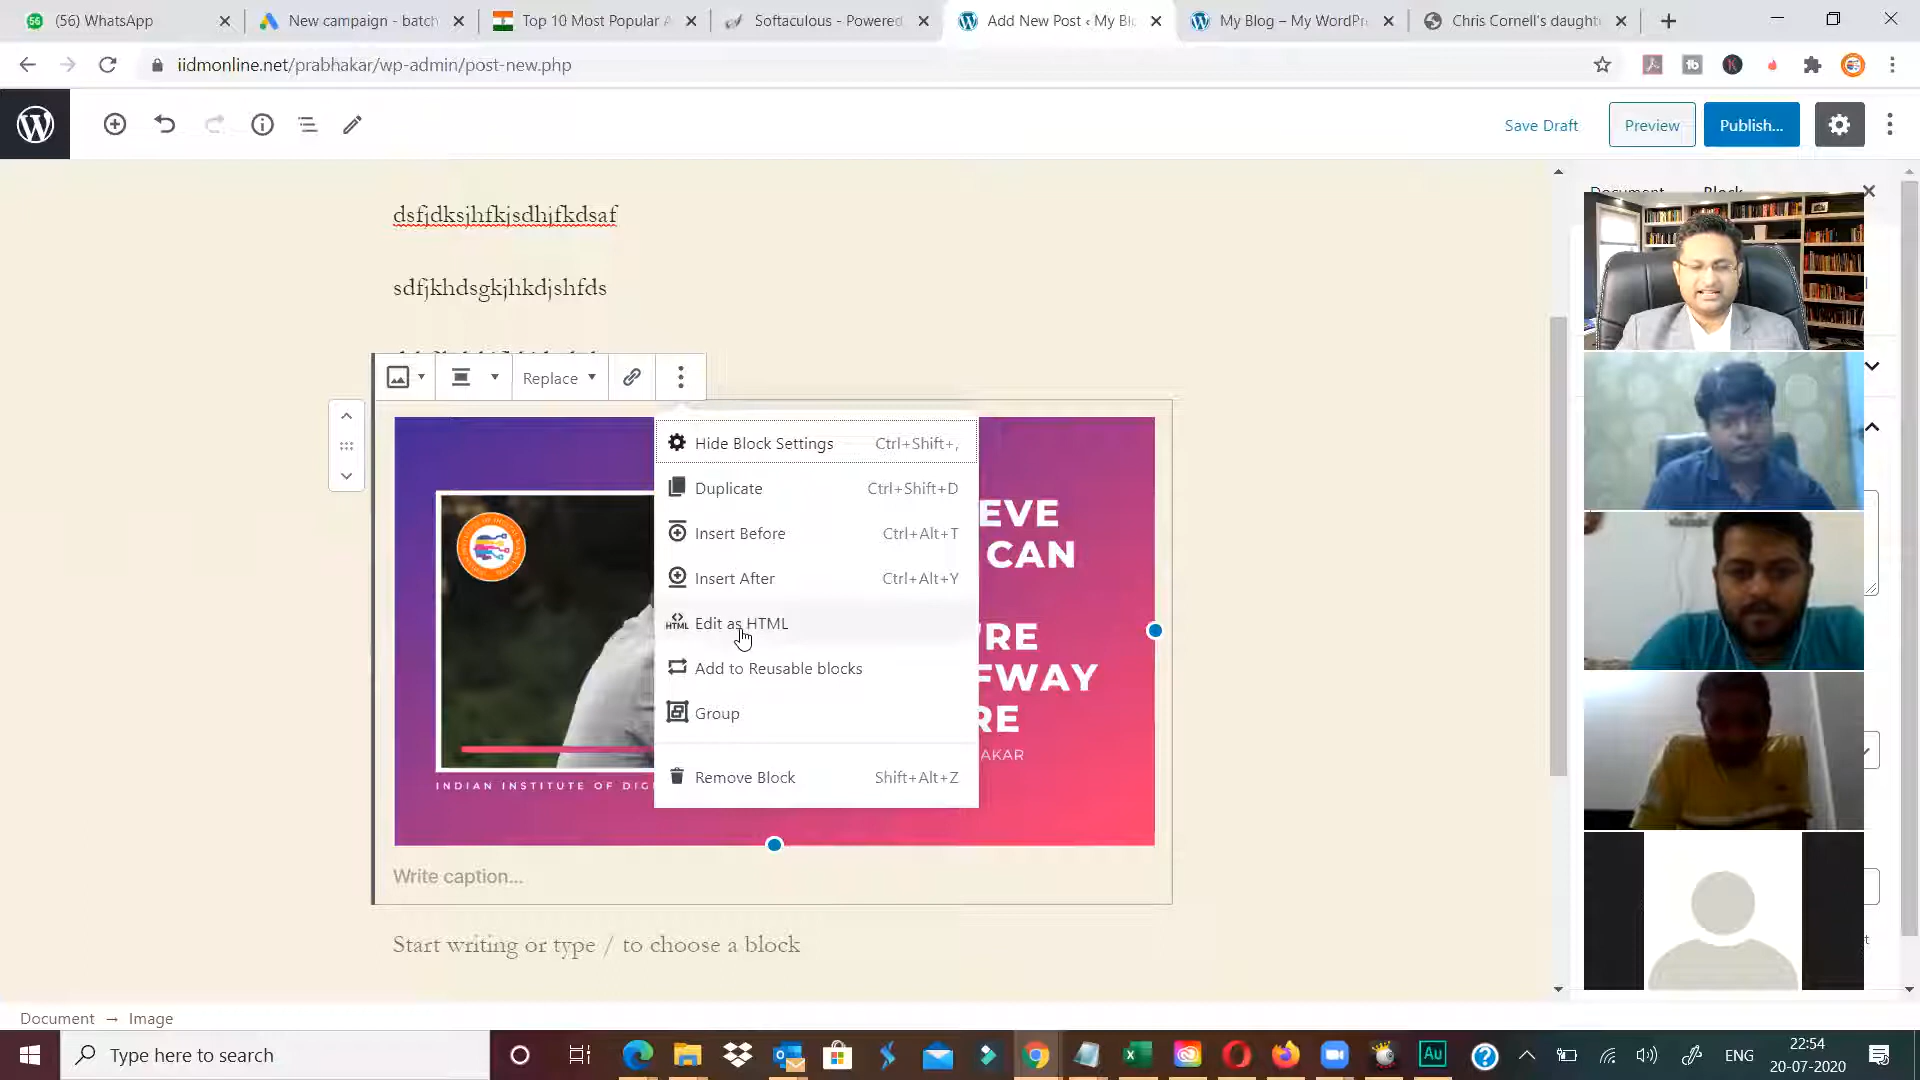 (56) WhatsApp
New campaign - batch
Top 10 Most Popular
Softaculous - Powered
Add New Post ‹ My Blo
My Blog – My WordPr
Chris Cornell's daught
iidmonline.net/prabhakar/wp-admin/post-new.php
Save Draft
Preview
Publish...
Document
Block
dsfjdksjhfkjsdhjfkdsaf
sdfjkhdsgkjhkdjshfds
Replace
Hide Block Settings Ctrl+Shift+,
Duplicate Ctrl+Shift+D
Insert Before Ctrl+Alt+T
Insert After Ctrl+Alt+Y
HTML Edit as HTML
Add to Reusable blocks
Group
Remove Block Shift+Alt+Z
EVE
CAN
'RE
FWAY
RE
AKAR
INDIAN INSTITUTE OF DIG
Write caption...
Start writing or type / to choose a block
Document → Image
Type here to search
Au
ENG
22:54
20-07-2020